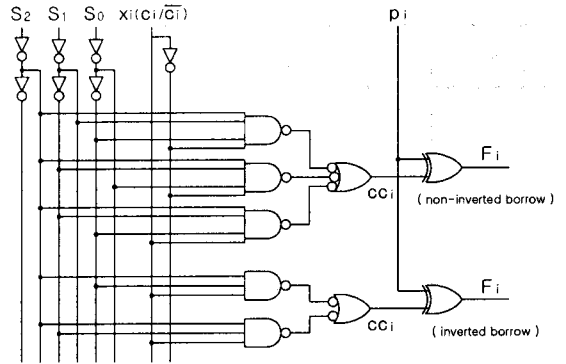 S2 S1 S0 xi(ci/c̅i̅) pi
Fi
cci
(non-inverted borrow)
Fi
cci
(inverted borrow)